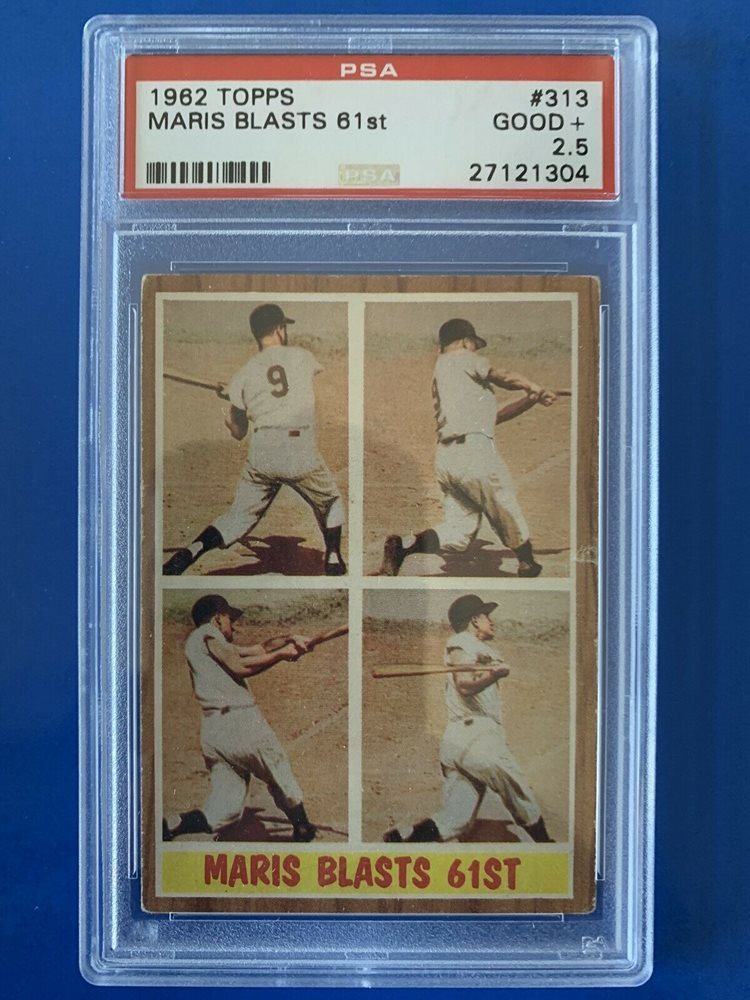 PSA
1962 TOPPS #313
MARIS BLASTS 61st GOOD +
2.5
PSA 27121304
9
MARIS BLASTS 61ST